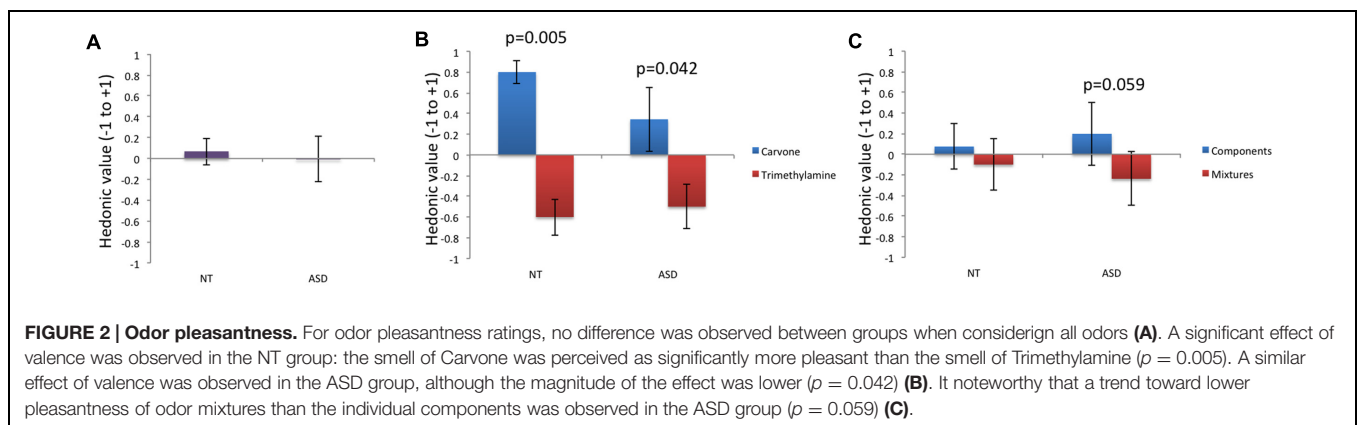 A
Hedonic value (-1 to +1)
1
0.8
0.6
0.4
0.2
0
-0.2
-0.4
-0.6
-0.8
-1
NT
ASD
B
p=0.005
p=0.042
Hedonic value (-1 to +1)
1
0.8
0.6
0.4
0.2
0
-0.2
-0.4
-0.6
-0.8
-1
NT
ASD
Carvone
Trimethylamine
C
p=0.059
Hedonic value (-1 to +1)
1
0.8
0.6
0.4
0.2
0
-0.2
-0.4
-0.6
-0.8
-1
NT
ASD
Components
Mixtures
FIGURE 2 | Odor pleasantness. For odor pleasantness ratings, no difference was observed between groups when considerign all odors (A). A significant effect of
valence was observed in the NT group: the smell of Carvone was perceived as significantly more pleasant than the smell of Trimethylamine (p = 0.005). A similar
effect of valence was observed in the ASD group, although the magnitude of the effect was lower (p = 0.042) (B). It noteworthy that a trend toward lower
pleasantness of odor mixtures than the individual components was observed in the ASD group (p = 0.059) (C).